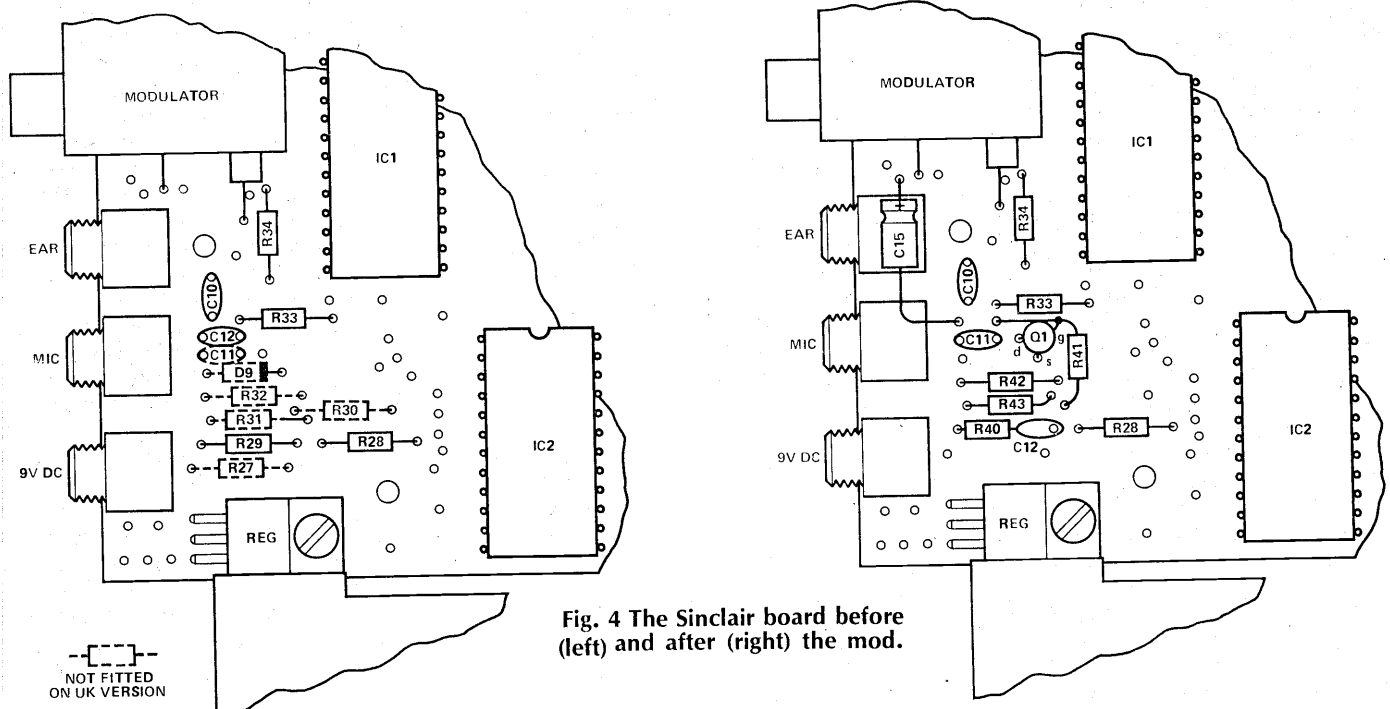 MODULATOR
IC1
EAR
R34
C10
R33
C12
C11
MIC
D9
R32
R30
R31
R29
R28
R27
9V DC
IC2
REG
NOT FITTED
ON UK VERSION
MODULATOR
IC1
EAR
+
C15
R34
C10
R33
C11
MIC
Q1
g
d
s
R41
R42
R43
R40
C12
R28
9V DC
IC2
REG
Fig. 4 The Sinclair board before
(left) and after (right) the mod.